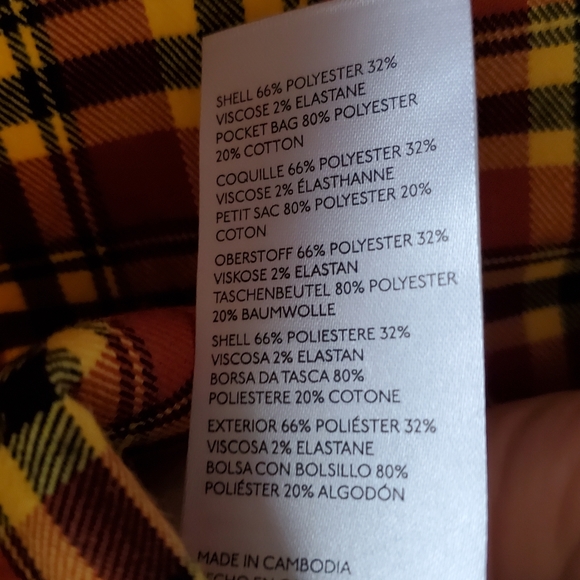 SHELL 66% POLYESTER 32%
VISCOSE 2% ELASTANE
POCKET BAG 80% POLYESTER
20% COTTON
COQUILLE 66% POLYESTER 32%
VISCOSE 2% ÉLASTHANNE
PETIT SAC 80% POLYESTER 20%
COTON
OBERSTOFF 66% POLYESTER 32%
VISKOSE 2% ELASTAN
TASCHENBEUTEL 80% POLYESTER
20% BAUMWOLLE
SHELL 66% POLIESTERE 32%
VISCOSA 2% ELASTAN
BORSA DA TASCA 80%
POLIESTERE 20% COTONE
EXTERIOR 66% POLIÉSTER 32%
VISCOSA 2% ELASTANE
BOLSA CON BOLSILLO 80%
POLIÉSTER 20% ALGODÓN
MADE IN CAMBODIA